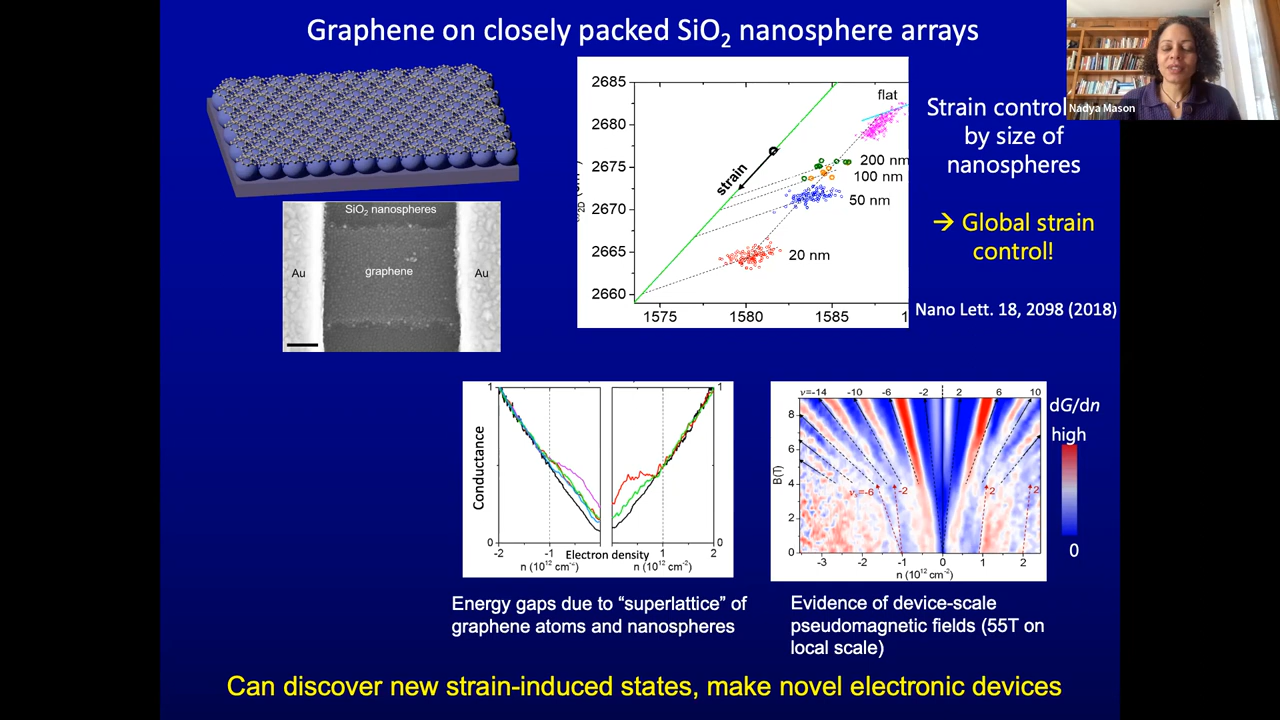 Graphene on closely packed SiO₂ nanosphere arrays
Nadya Mason
SiO₂ nanospheres
Au
graphene
Au
2685
2680
2675
2670
2665
2660
1575
1580
1585
1
flat
200 nm
100 nm
50 nm
20 nm
strain
Strain control
by size of
nanospheres
→ Global strain
control!
Nano Lett. 18, 2098 (2018)
Conductance
1
0
1
0
-2
-1
1
2
Electron density
n (10¹² cm⁻²)
n (10¹² cm⁻²)
ν=-14
-10
-6
-2
2
6
10
B(T)
8
6
4
2
0
-2
2
2
-3
-2
-1
0
1
2
n (10¹² cm⁻²)
dG/dn
high
0
Energy gaps due to “superlattice” of
graphene atoms and nanospheres
Evidence of device-scale
pseudomagnetic fields (55T on
local scale)
Can discover new strain-induced states, make novel electronic devices